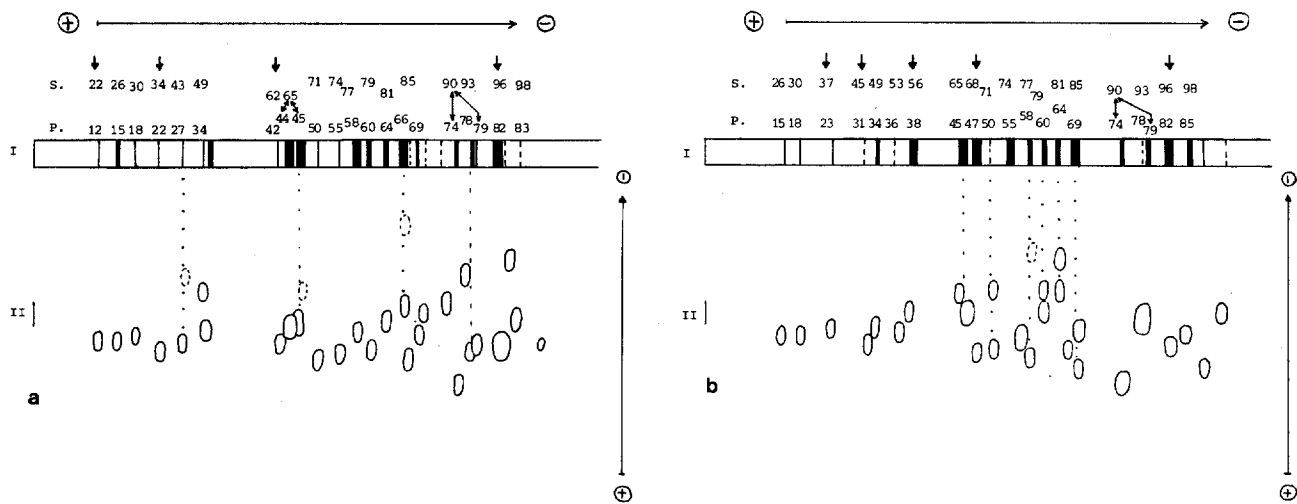 + −
S. 22 26 30 34 43 49 62 65 71 74 77 79 81 85 90 93 96 98
P. 12 15 18 22 27 34 42 44 45 50 55 58 60 64 66 69 74 78 79 82 83
I
−
II
a
+
+ −
S. 26 30 37 45 49 53 56 65 68 71 74 77 79 81 85 90 93 96 98
P. 15 18 23 31 34 36 38 45 47 50 55 58 60 64 69 74 78 79 82 85
I
−
II
b
+